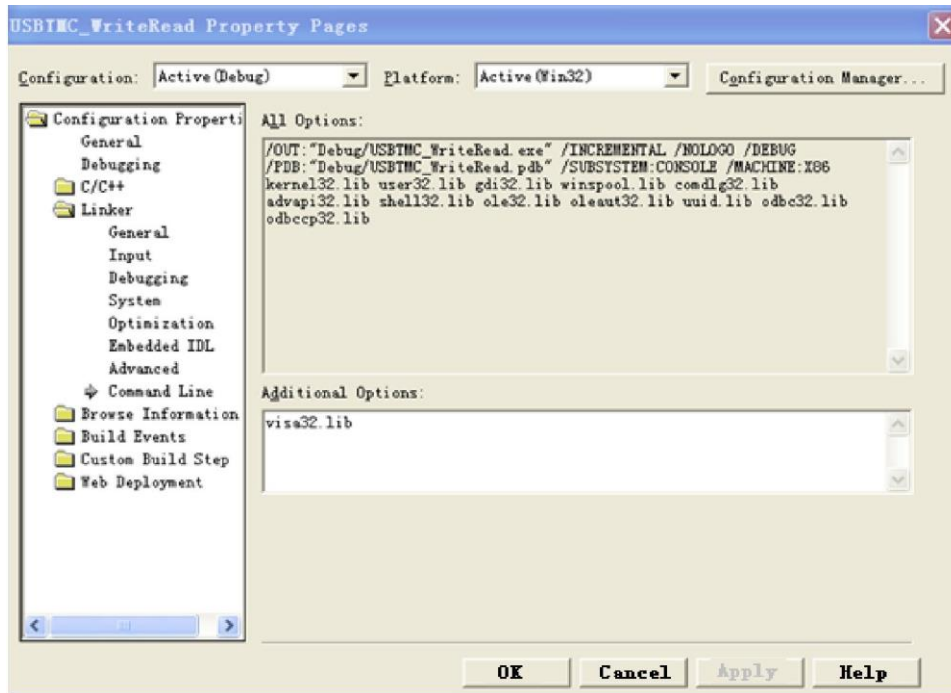 USBTMC_WriteRead Property Pages
Configuration: Active(Debug) Platform: Active(Win32) Configuration Manager...
Configuration Properti
General
Debugging
C/C++
Linker
General
Input
Debugging
System
Optimization
Embedded IDL
Advanced
Command Line
Browse Information
Build Events
Custom Build Step
Web Deployment
All Options:
/OUT:"Debug/USBTMC_WriteRead.exe" /INCREMENTAL /NOLOGO /DEBUG
/PDB:"Debug/USBTMC_WriteRead.pdb" /SUBSYSTEM:CONSOLE /MACHINE:X86
kernel32.lib user32.lib gdi32.lib winspool.lib comdlg32.lib
advapi32.lib shell32.lib ole32.lib oleaut32.lib uuid.lib odbc32.lib
odbccp32.lib
Additional Options:
visa32.lib
OK Cancel Apply Help